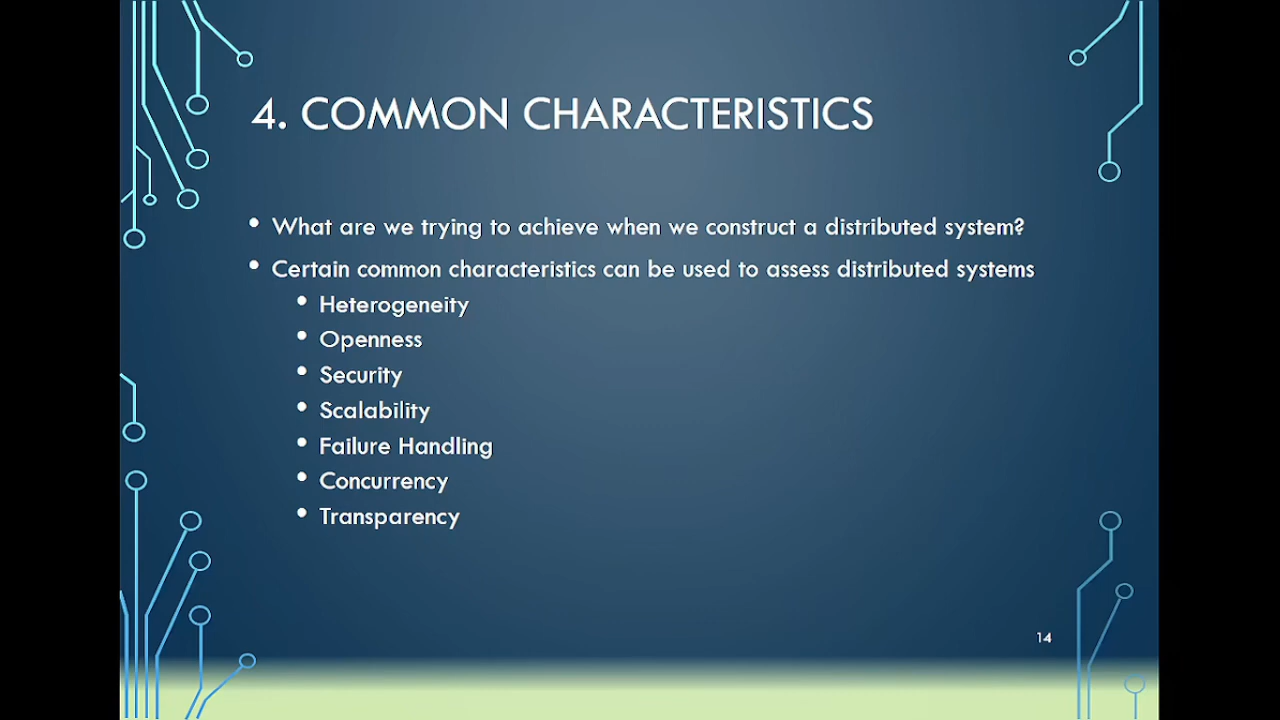 4. COMMON CHARACTERISTICS
• What are we trying to achieve when we construct a distributed system?
• Certain common characteristics can be used to assess distributed systems
• Heterogeneity
• Openness
• Security
• Scalability
• Failure Handling
• Concurrency
• Transparency
14